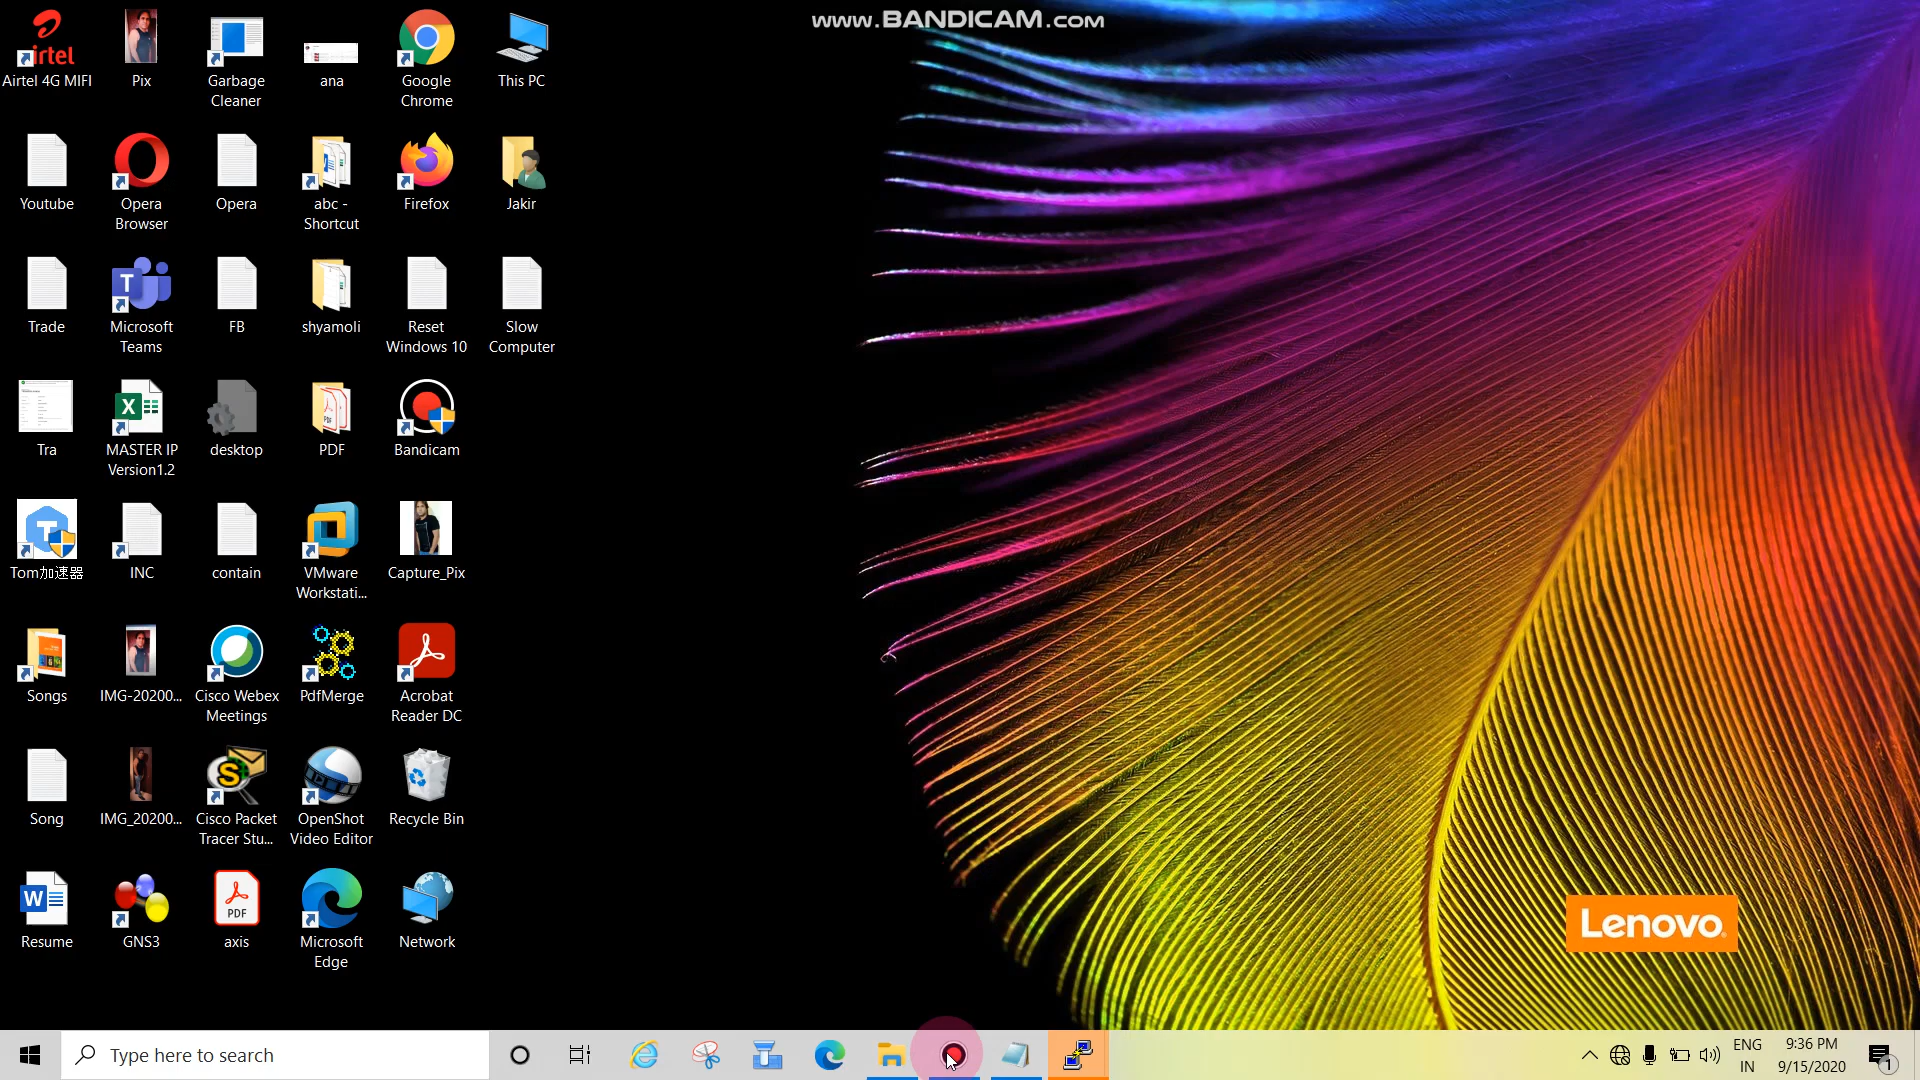 www.BANDICAM.com
airtel
Airtel 4G MIFI
Pix
Garbage
Cleaner
ana
Google
Chrome
This PC
Youtube
Opera
Browser
Opera
abc -
Shortcut
Firefox
Jakir
Trade
Microsoft
Teams
FB
shyamoli
Reset
Windows 10
Slow
Computer
Tra
MASTER IP
Version1.2
desktop
PDF
Bandicam
Tom加速器
INC
contain
VMware
Workstati...
Capture_Pix
Songs
IMG-20200...
Cisco Webex
Meetings
PdfMerge
Acrobat
Reader DC
Song
IMG_20200...
Cisco Packet
Tracer Stu...
OpenShot
Video Editor
Recycle Bin
Resume
GNS3
PDF
axis
Microsoft
Edge
Network
Lenovo
Type here to search
ENG
IN
9:36 PM
9/15/2020
1